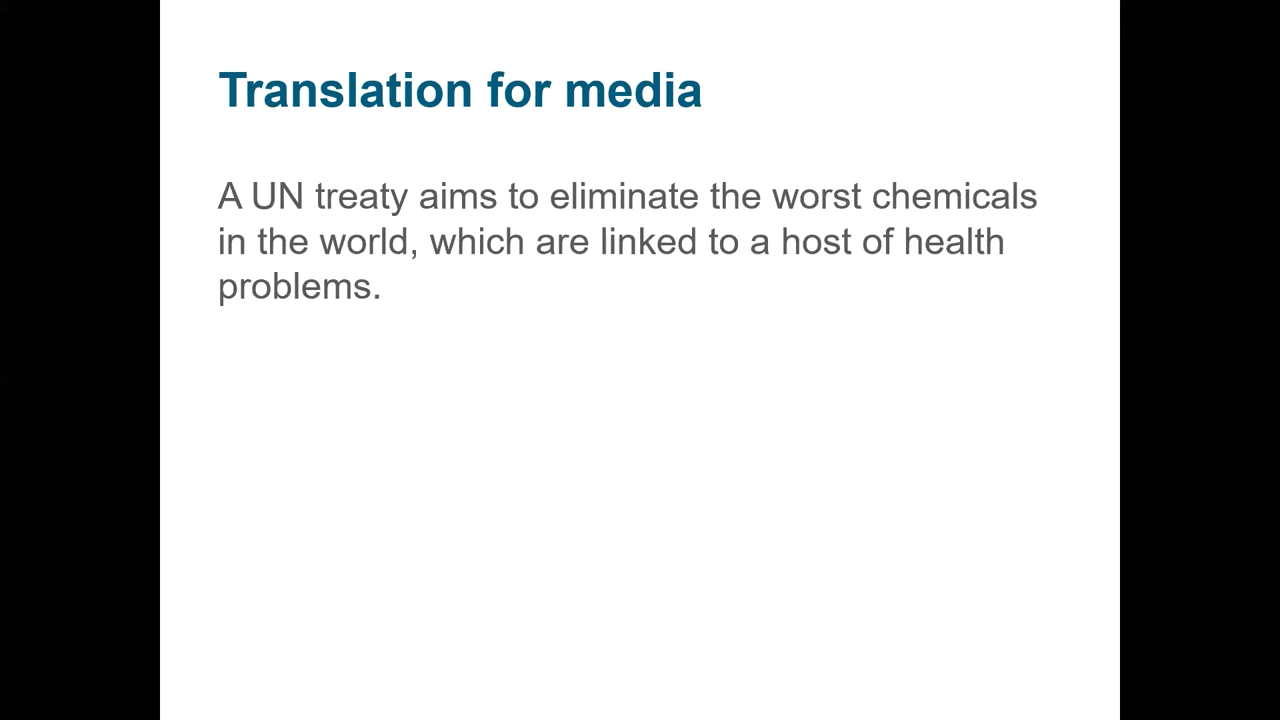 Translation for media
A UN treaty aims to eliminate the worst chemicals
in the world, which are linked to a host of health
problems.